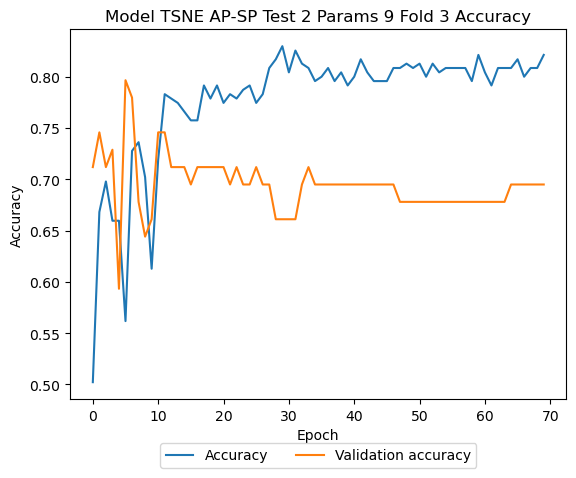 Model TSNE AP-SP Test 2 Params 9 Fold 3 Accuracy
Accuracy
0.80
0.75
0.70
0.65
0.60
0.55
0.50
0 10 20 30 40 50 60 70
Epoch
Accuracy Validation accuracy